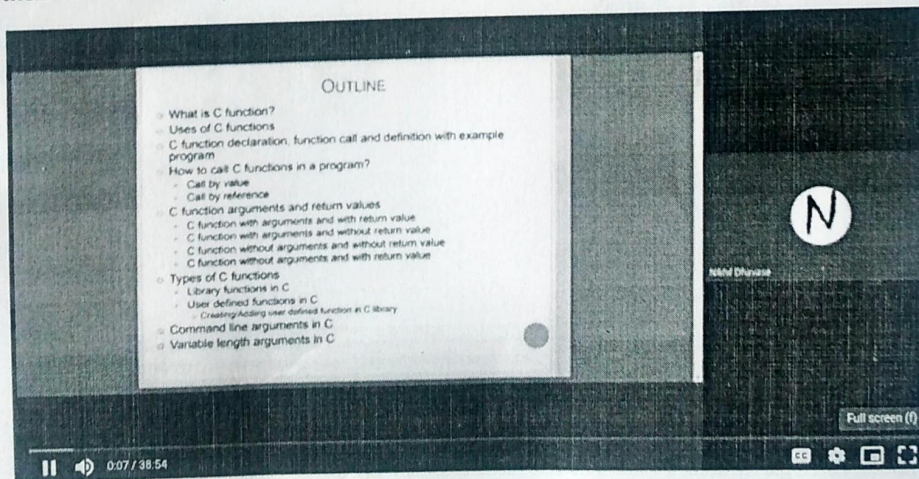 OUTLINE
What is C function?
Uses of C functions
C function declaration, function call and definition with example
program
How to call C functions in a program?
Call by value
Call by reference
C function arguments and return values
C function with arguments and with return value
C function with arguments and without return value
C function without arguments and without return value
C function without arguments and with return value
Types of C functions
Library functions in C
User defined functions in C
Creating/Adding user defined function in C library
Command line arguments in C
Variable length arguments in C
N
Nikhil Dhavase
Full screen (f)
0:07 / 38:54
CC